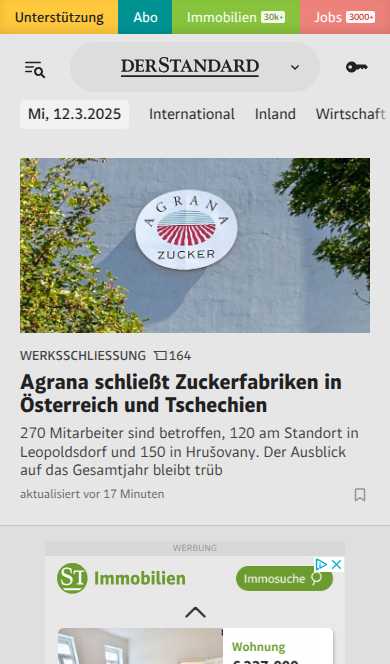 Unterstützung Abo Immobilien 30k+ Jobs 3000+
DERSTANDARD
Mi, 12.3.2025 International Inland Wirtschaft
AGRANA
ZUCKER
WERKSSCHLIESSUNG 164
Agrana schließt Zuckerfabriken in
Österreich und Tschechien
270 Mitarbeiter sind betroffen, 120 am Standort in
Leopoldsdorf und 150 in Hrušovany. Der Ausblick
auf das Gesamtjahr bleibt trüb
aktualisiert vor 17 Minuten
WERBUNG
ST Immobilien Immosuche
Wohnung